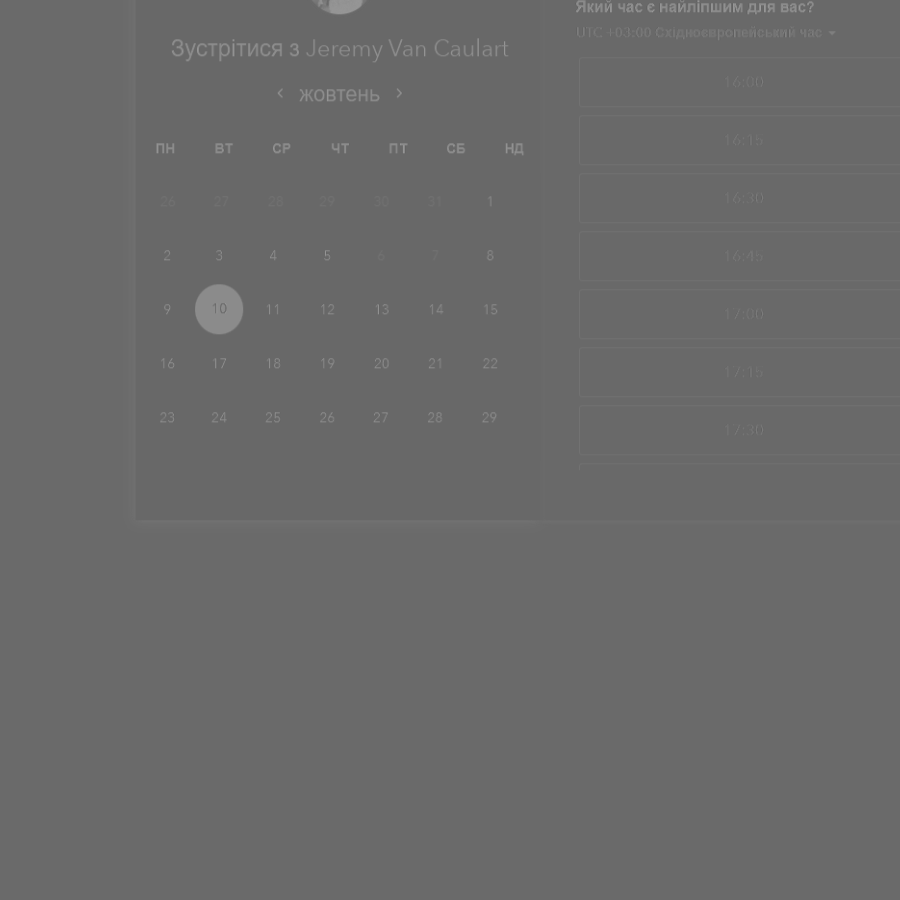 Зустрітися з Jeremy Van Caulart
жовтень
ПН ВТ СР ЧТ ПТ СБ НД
26 27 28 29 30 31 1
2 3 4 5 6 7 8
9 10 11 12 13 14 15
16 17 18 19 20 21 22
23 24 25 26 27 28 29
Який час є найліпшим для вас?
UTC +03:00 Східноєвропейський час
16:00
16:15
16:30
16:45
17:00
17:15
17:30